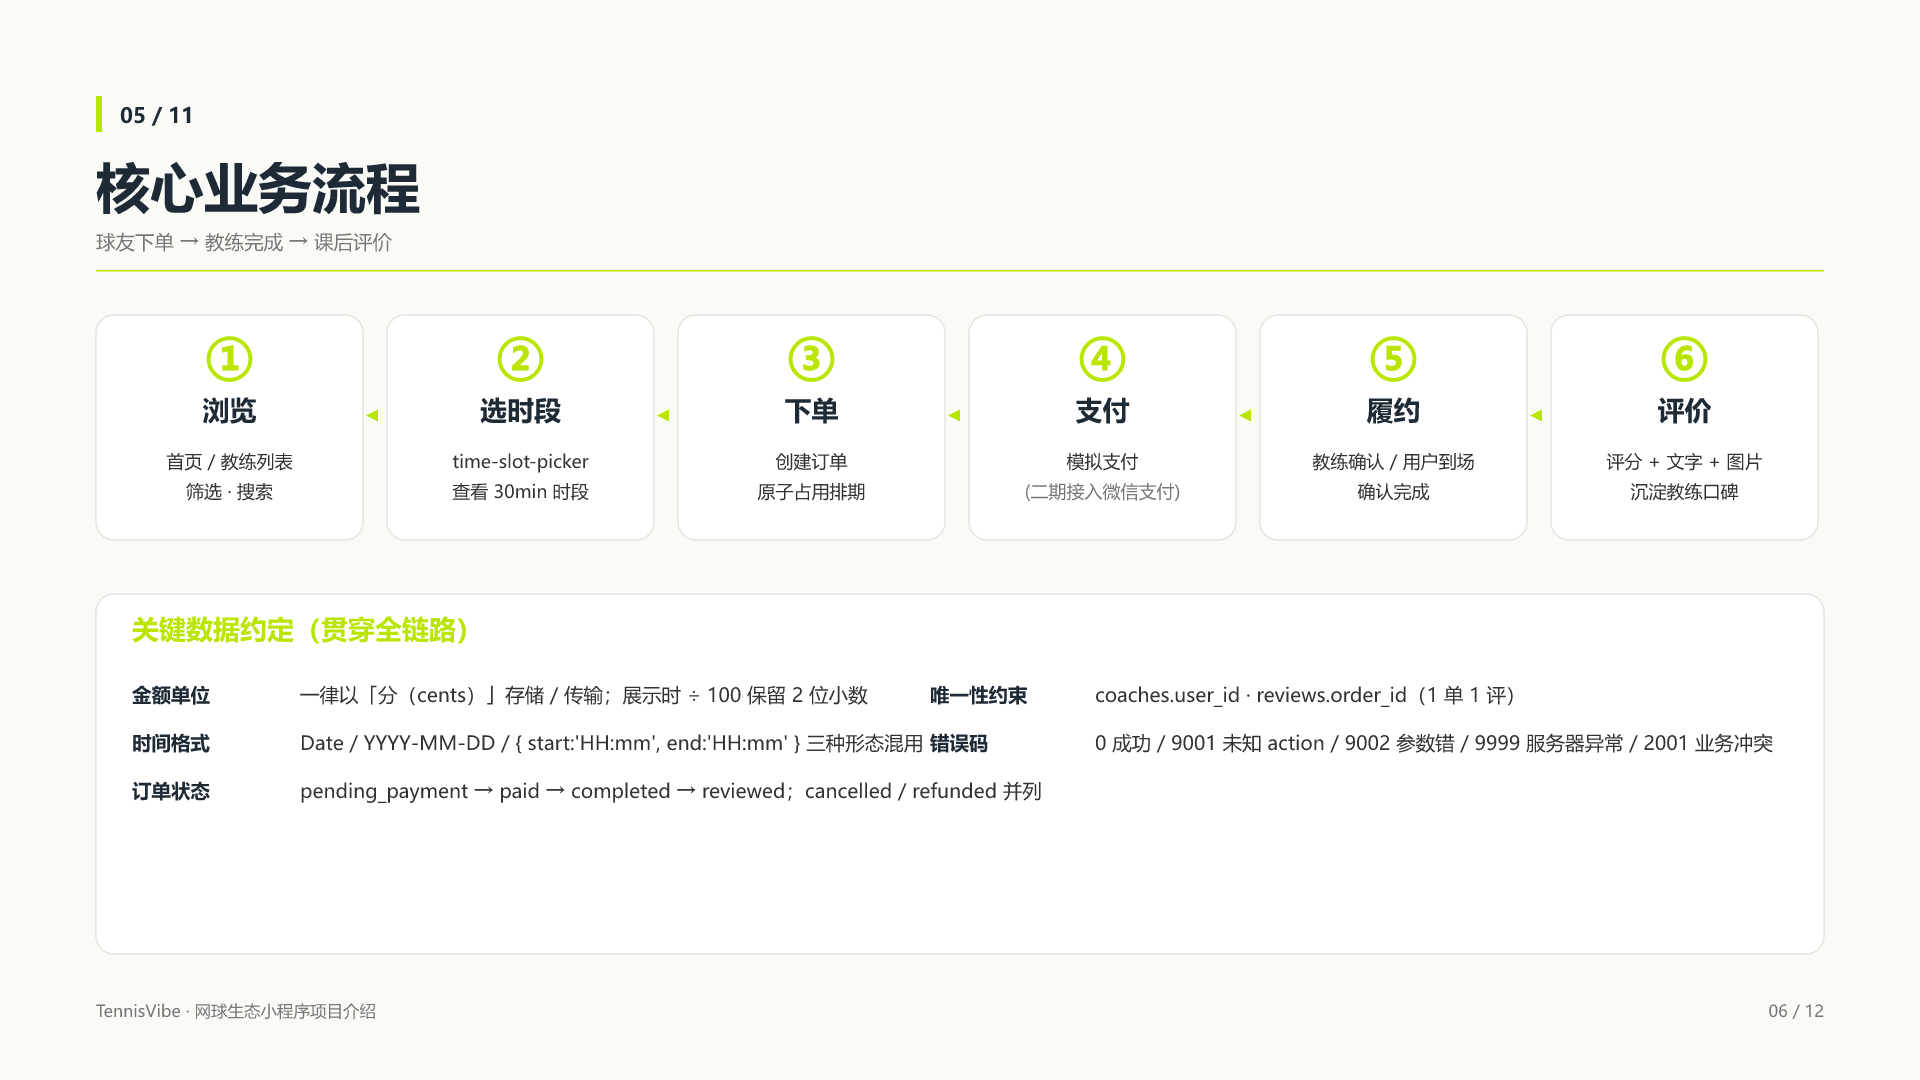 05 / 11
核心业务流程
球友下单 → 教练完成 → 课后评价
①
浏览
首页 / 教练列表
筛选 · 搜索
◀
②
选时段
time-slot-picker
查看 30min 时段
◀
③
下单
创建订单
原子占用排期
◀
④
支付
模拟支付
(二期接入微信支付)
◀
⑤
履约
教练确认 / 用户到场
确认完成
◀
⑥
评价
评分 + 文字 + 图片
沉淀教练口碑
关键数据约定（贯穿全链路）
金额单位 一律以「分（cents）」存储 / 传输；展示时 ÷ 100 保留 2 位小数
唯一性约束 coaches.user_id · reviews.order_id（1 单 1 评）
时间格式 Date / YYYY-MM-DD / { start:'HH:mm', end:'HH:mm' } 三种形态混用
错误码 0 成功 / 9001 未知 action / 9002 参数错 / 9999 服务器异常 / 2001 业务冲突
订单状态 pending_payment → paid → completed → reviewed；cancelled / refunded 并列
TennisVibe · 网球生态小程序项目介绍
06 / 12